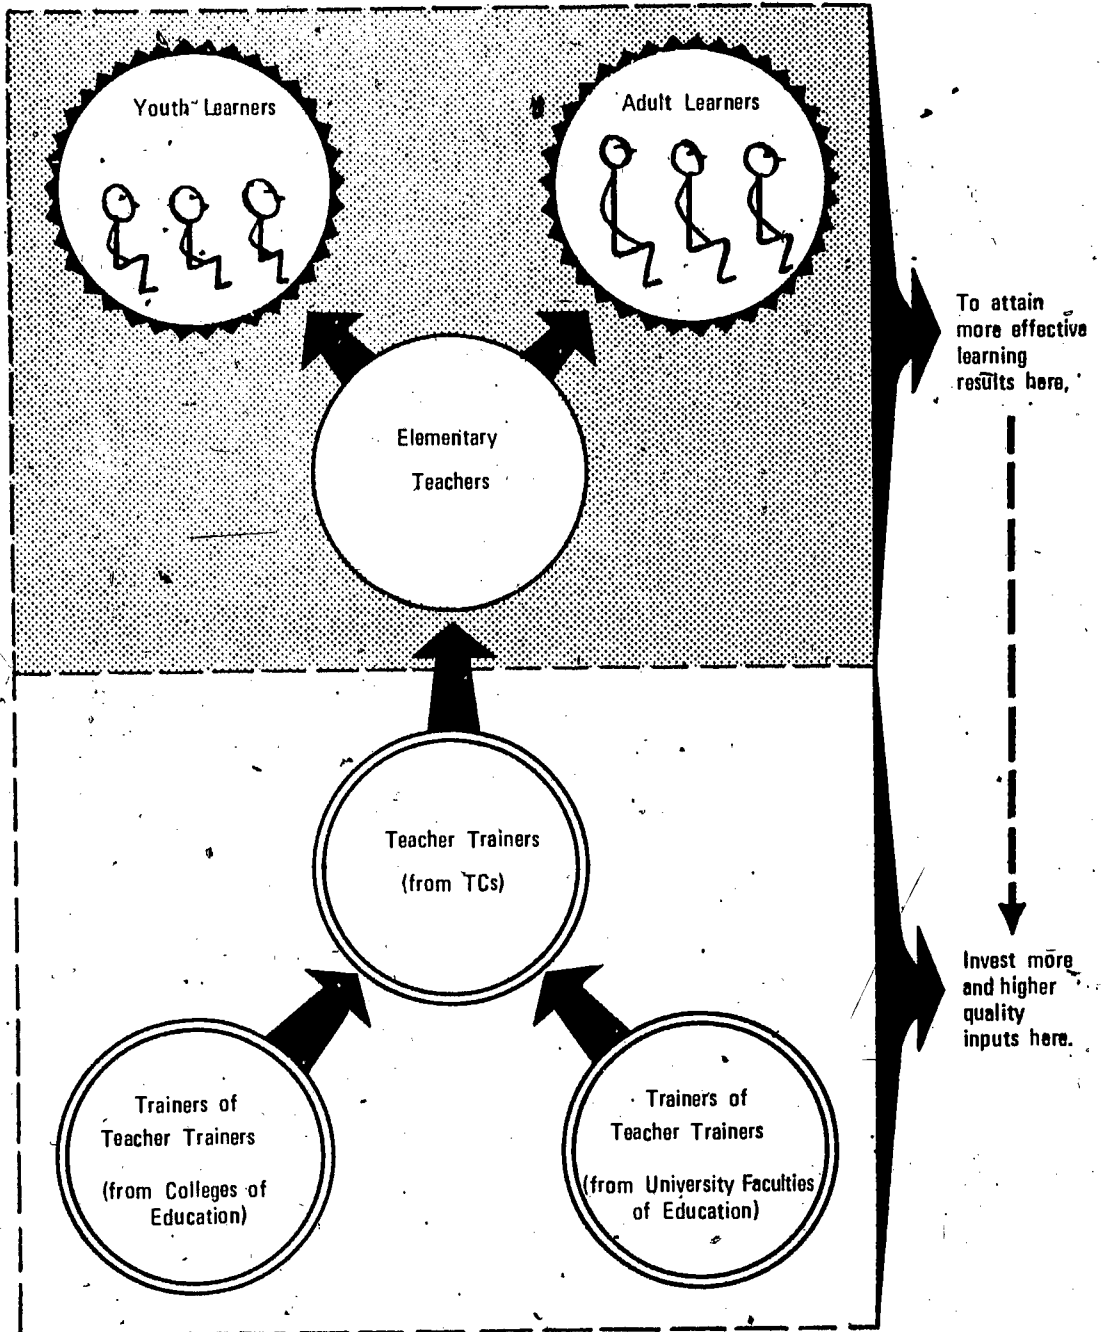 Youth Learners
Adult Learners
To attain
more effective
learning
results here,
Elementary
Teachers
Teacher Trainers
(from TCs)
Invest more
and higher
quality
inputs here.
Trainers of
Teacher Trainers
(from Colleges of
Education)
Trainers of
Teacher Trainers
(from University Faculties
of Education)